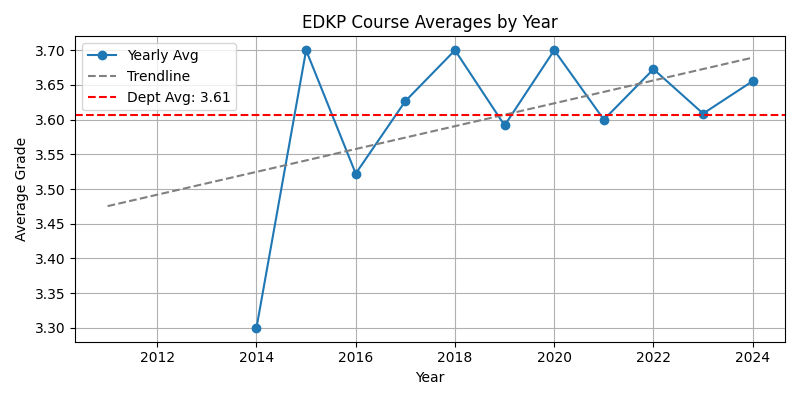 EDKP Course Averages by Year
Yearly Avg
Trendline
Dept Avg: 3.61
Average Grade
3.70
3.65
3.60
3.55
3.50
3.45
3.40
3.35
3.30
2012 2014 2016 2018 2020 2022 2024
Year